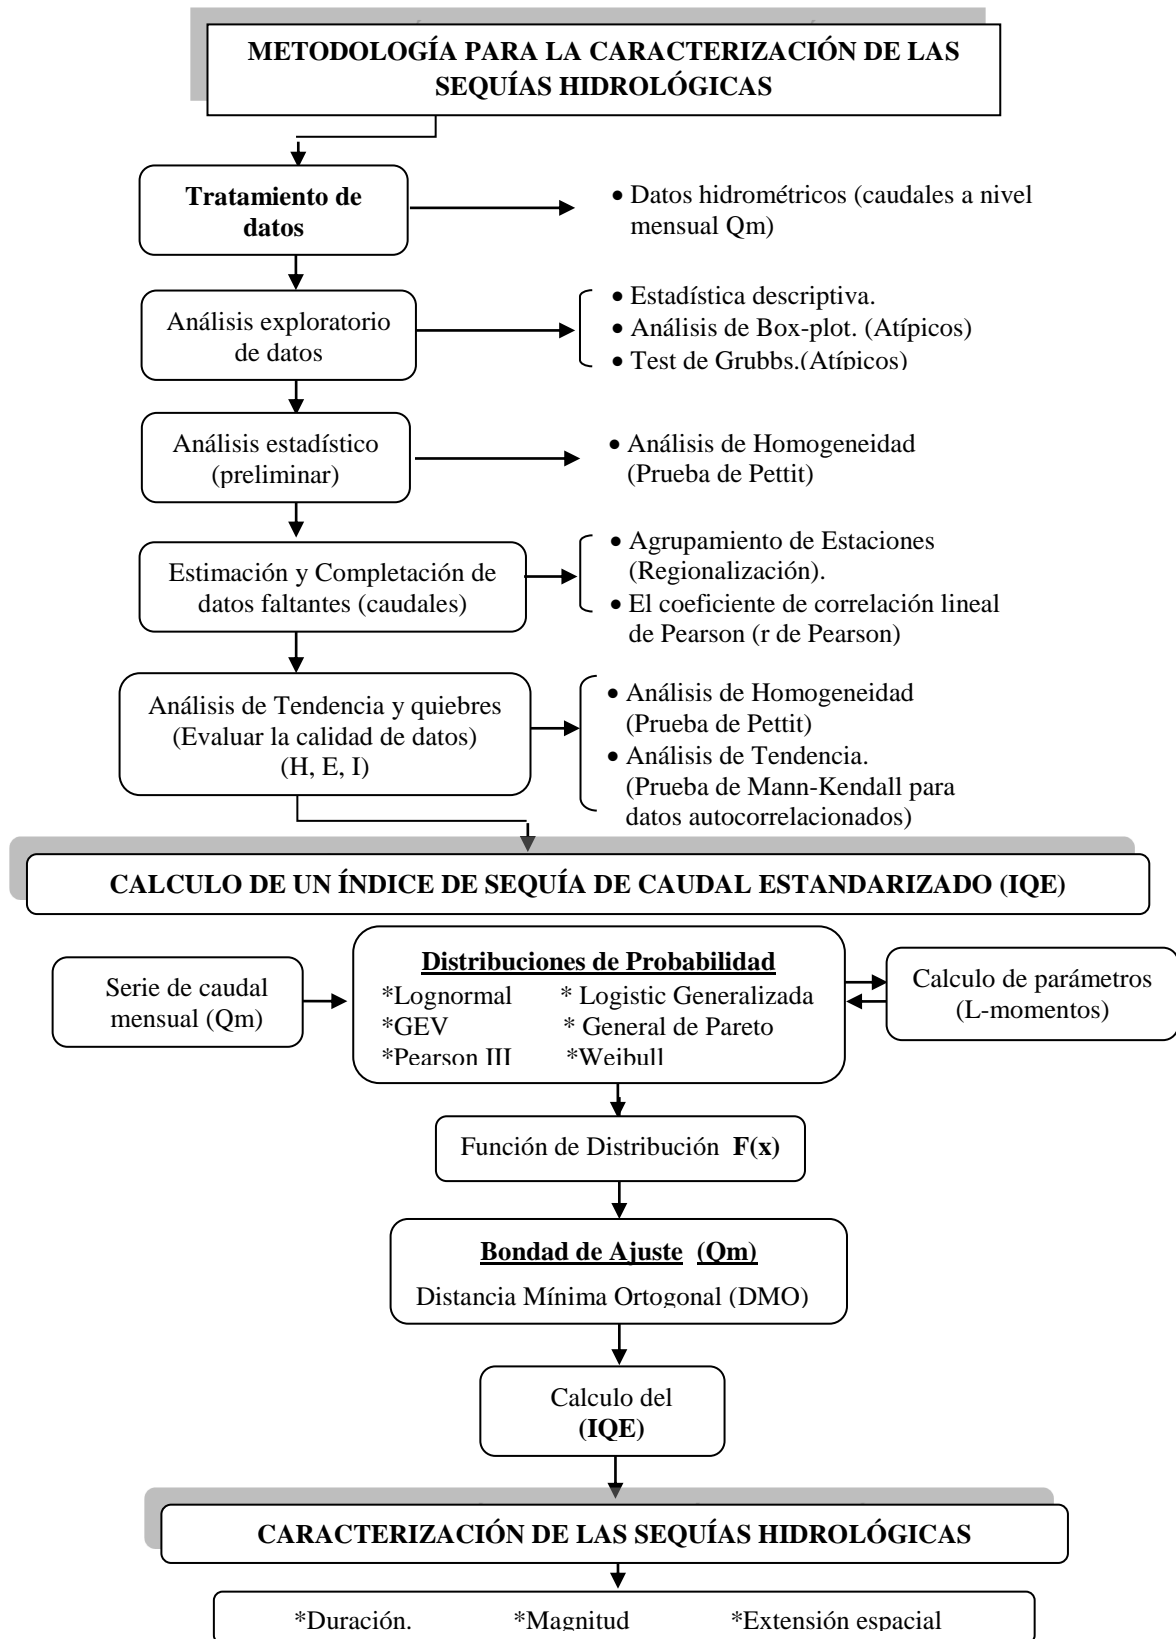 METODOLOGÍA PARA LA CARACTERIZACIÓN DE LAS
SEQUÍAS HIDROLÓGICAS
Tratamiento de
datos
• Datos hidrométricos (caudales a nivel
mensual Qm)
Análisis exploratorio
de datos
• Estadística descriptiva.
• Análisis de Box-plot. (Atípicos)
• Test de Grubbs.(Atípicos)
Análisis estadístico
(preliminar)
• Análisis de Homogeneidad
(Prueba de Pettit)
Estimación y Completación de
datos faltantes (caudales)
• Agrupamiento de Estaciones
(Regionalización).
• El coeficiente de correlación lineal
de Pearson (r de Pearson)
Análisis de Tendencia y quiebres
(Evaluar la calidad de datos)
(H, E, I)
• Análisis de Homogeneidad
(Prueba de Pettit)
• Análisis de Tendencia.
(Prueba de Mann-Kendall para
datos autocorrelacionados)
CALCULO DE UN ÍNDICE DE SEQUÍA DE CAUDAL ESTANDARIZADO (IQE)
Serie de caudal
mensual (Qm)
Distribuciones de Probabilidad
*Lognormal * Logistic Generalizada
*GEV * General de Pareto
*Pearson III *Weibull
Calculo de parámetros
(L-momentos)
Función de Distribución F(x)
Bondad de Ajuste (Qm)
Distancia Mínima Ortogonal (DMO)
Calculo del
(IQE)
CARACTERIZACIÓN DE LAS SEQUÍAS HIDROLÓGICAS
*Duración. *Magnitud *Extensión espacial